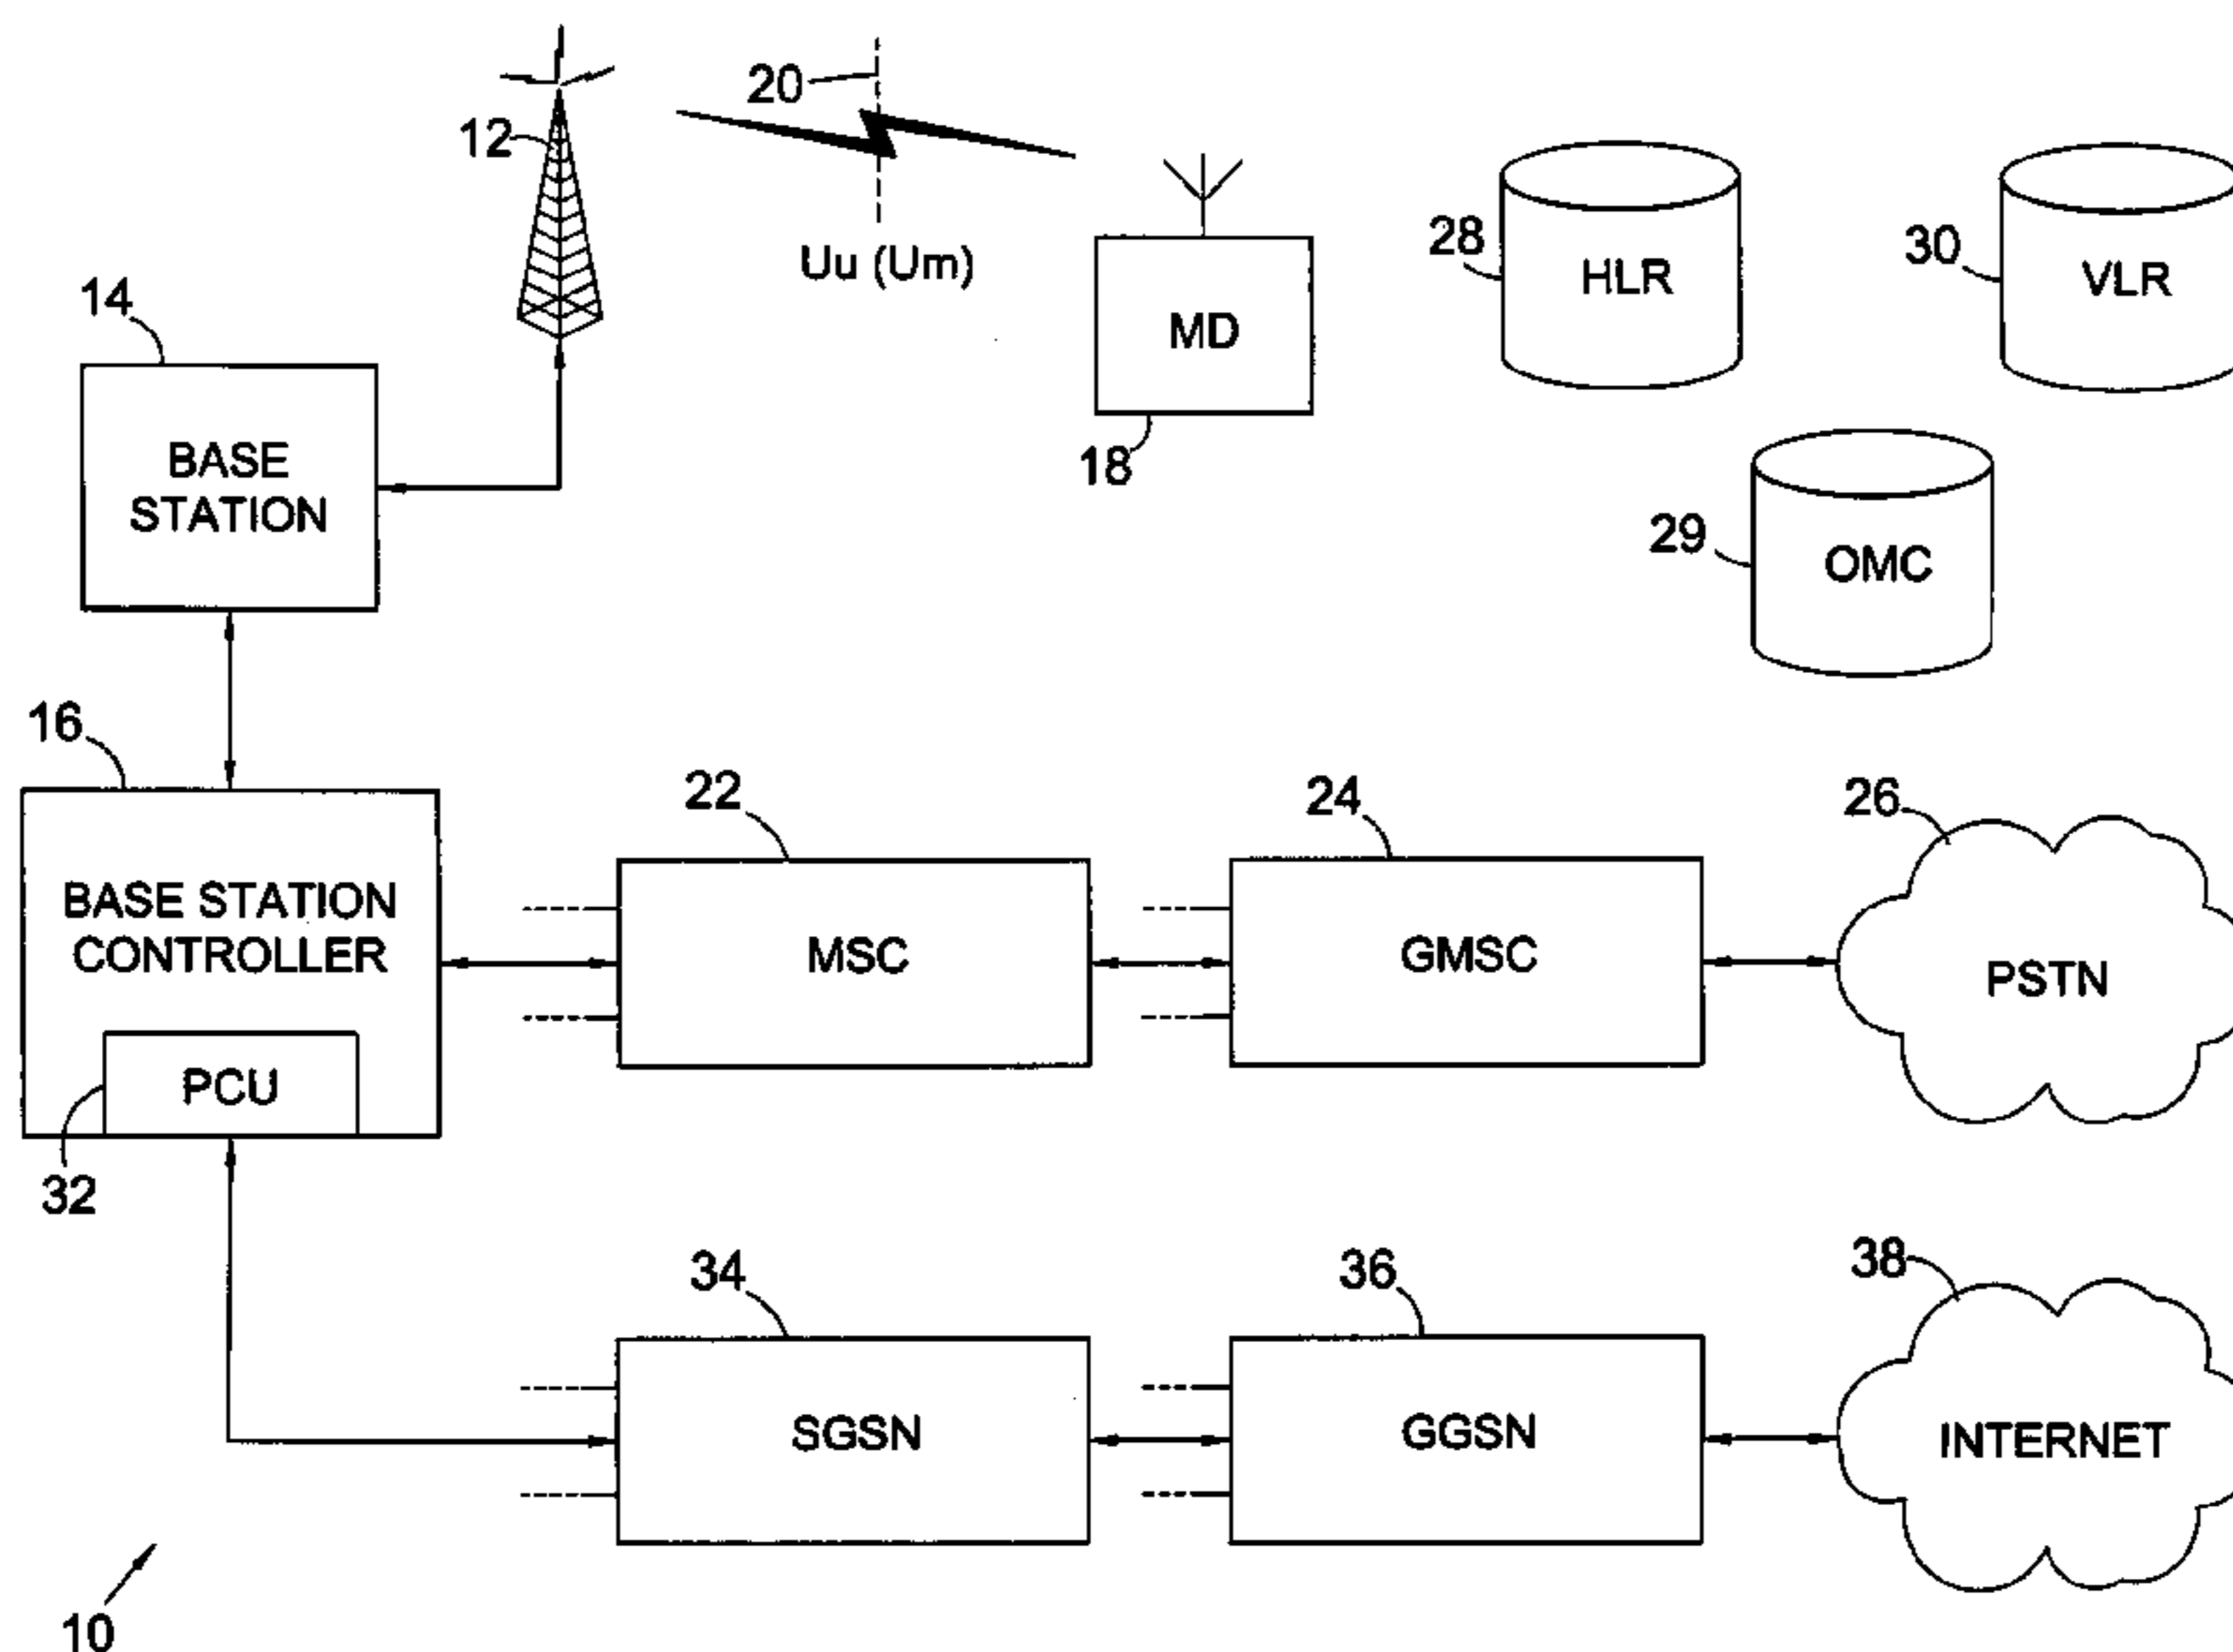 20
12
Uu (Um)
28
HLR
30
VLR
14
MD
18
BASE
STATION
29
OMC
16
22
24
26
BASE STATION
CONTROLLER
MSC
GMSC
PSTN
PCU
32
34
36
38
SGSN
GGSN
INTERNET
10